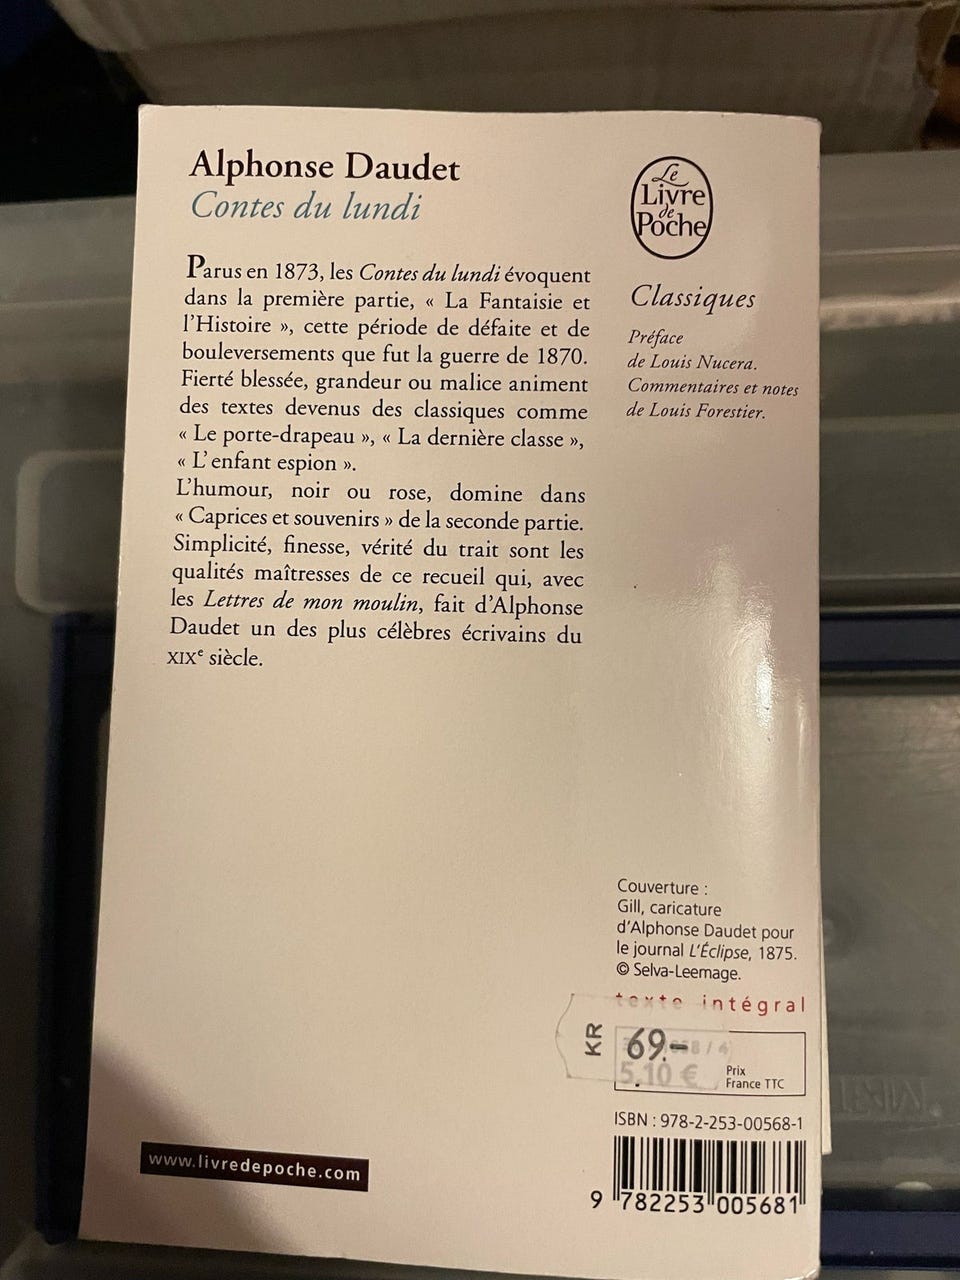 Alphonse Daudet
Contes du lundi
Parus en 1873, les Contes du lundi évoquent
dans la première partie, « La Fantaisie et
l'Histoire », cette période de défaite et de
bouleversements que fut la guerre de 1870.
Fierté blessée, grandeur ou malice animent
des textes devenus des classiques comme
« Le porte-drapeau », « La dernière classe »,
« L'enfant espion ».
L'humour, noir ou rose, domine dans
« Caprices et souvenirs » de la seconde partie.
Simplicité, finesse, vérité du trait sont les
qualités maîtresses de ce recueil qui, avec
les Lettres de mon moulin, fait d'Alphonse
Daudet un des plus célèbres écrivains du
XIXe siècle.
Le
Livre
de
Poche
Classiques
Préface
de Louis Nucera.
Commentaires et notes
de Louis Forestier.
Couverture :
Gill, caricature
d'Alphonse Daudet pour
le journal L'Éclipse, 1875.
© Selva-Leemage.
texte intégral
KR 69.-
5,10 €
Prix
France TTC
ISBN : 978-2-253-00568-1
9 782253 005681
www.livredepoche.com